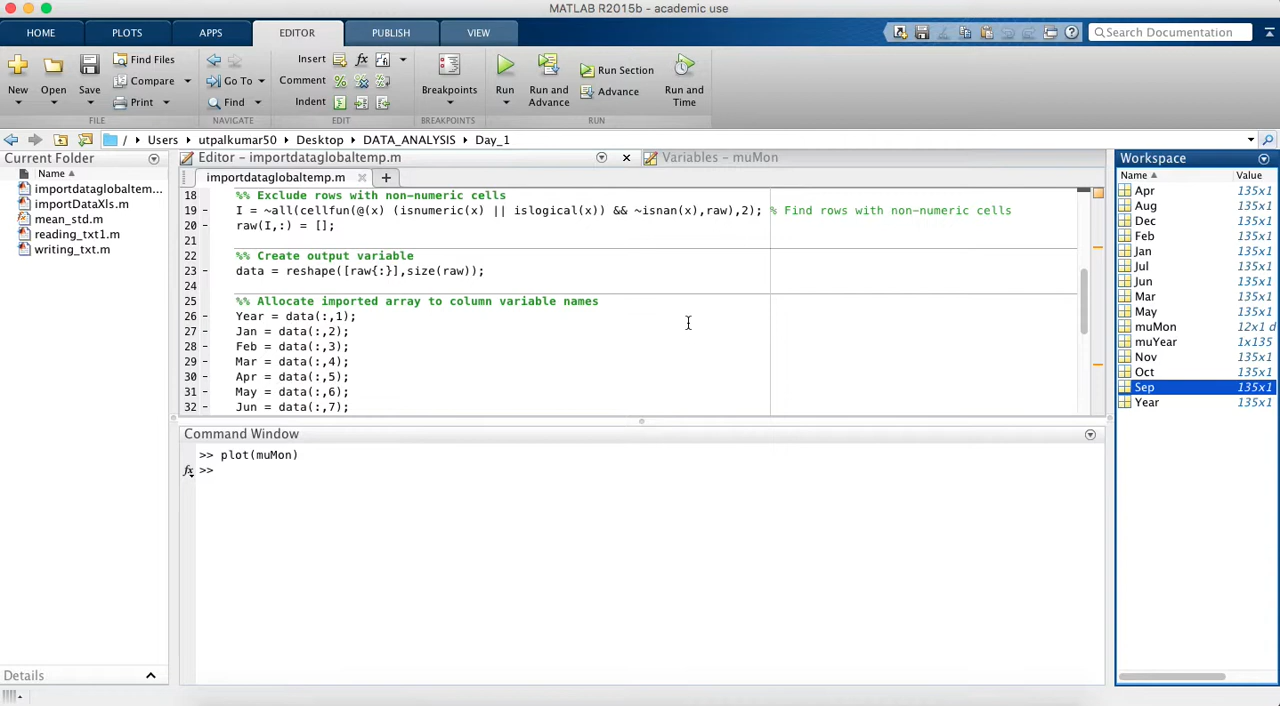 MATLAB R2015b - academic use
HOME PLOTS APPS EDITOR PUBLISH VIEW Search Documentation
New Open Save Find Files Compare Print
FILE
Go To Find
NAVIGATE
Insert fx
Comment %
Indent
EDIT
Breakpoints
BREAKPOINTS
Run Run and Advance Run Section Advance Run and Time
RUN
/ Users utpalkumar50 Desktop DATA_ANALYSIS Day_1
Current Folder
Name
importdataglobaltem...
importDataXls.m
mean_std.m
reading_txt1.m
writing_txt.m
Details
Editor - importdataglobaltemp.m
Variables - muMon
importdataglobaltemp.m
18 %% Exclude rows with non-numeric cells
19 - I = ~all(cellfun(@(x) (isnumeric(x) || islogical(x)) && ~isnan(x),raw),2); % Find rows with non-numeric cells
20 - raw(I,:) = [];
21
22 %% Create output variable
23 - data = reshape([raw{:}],size(raw));
24
25 %% Allocate imported array to column variable names
26 - Year = data(:,1);
27 - Jan = data(:,2);
28 - Feb = data(:,3);
29 - Mar = data(:,4);
30 - Apr = data(:,5);
31 - May = data(:,6);
32 - Jun = data(:,7);
Command Window
>> plot(muMon)
fx >>
Workspace
Name Value
Apr 135x1
Aug 135x1
Dec 135x1
Feb 135x1
Jan 135x1
Jul 135x1
Jun 135x1
Mar 135x1
May 135x1
muMon 12x1 d
muYear 1x135
Nov 135x1
Oct 135x1
Sep 135x1
Year 135x1